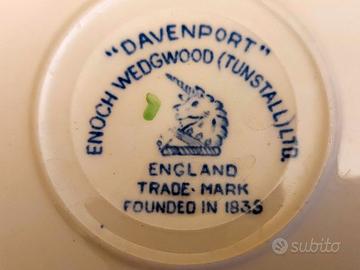 "DAVENPORT"
ENOCH WEDGWOOD (TUNSTALL) LTD.
ENGLAND
TRADE-MARK
FOUNDED IN 1835
subito